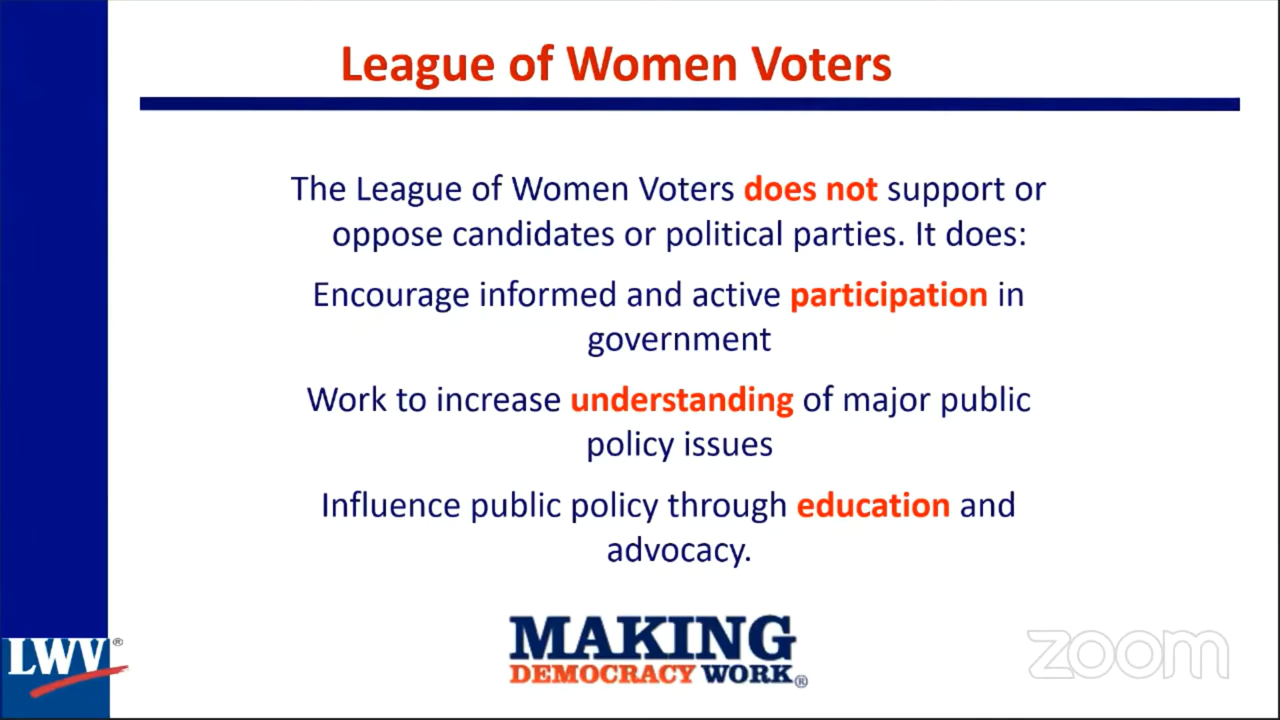 League of Women Voters
The League of Women Voters does not support or
oppose candidates or political parties. It does:
Encourage informed and active participation in
government
Work to increase understanding of major public
policy issues
Influence public policy through education and
advocacy.
MAKING
DEMOCRACY WORK®
LWV®
zoom